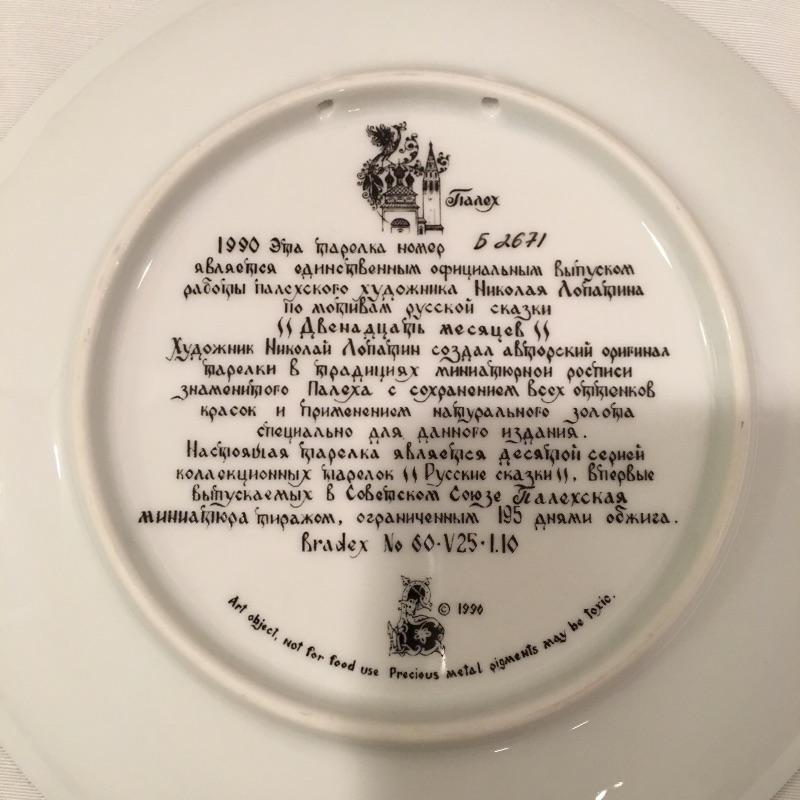 Палех
1990 Эта тарелка номер Б 2671
является единственным официальным выпуском
работы палехского художника Николая Лопатина
по мотивам русской сказки
"Двенадцать месяцев"
Художник Николай Лопатин создал авторский оригинал
тарелки в традициях миниатюрной росписи
знаменитого Палеха с сохранением всех оттенков
красок и применением натурального золота
специально для данного издания.
Настоящая тарелка является десятой серией
коллекционных тарелок "Русские сказки", впервые
выпускаемых в Советском Союзе Палехская
миниатюра тиражом, ограниченным 195 днями обжига.
Bradex No 60·V25·1.10
© 1990
Art object, not for food use Precious metal pigments may be toxic.